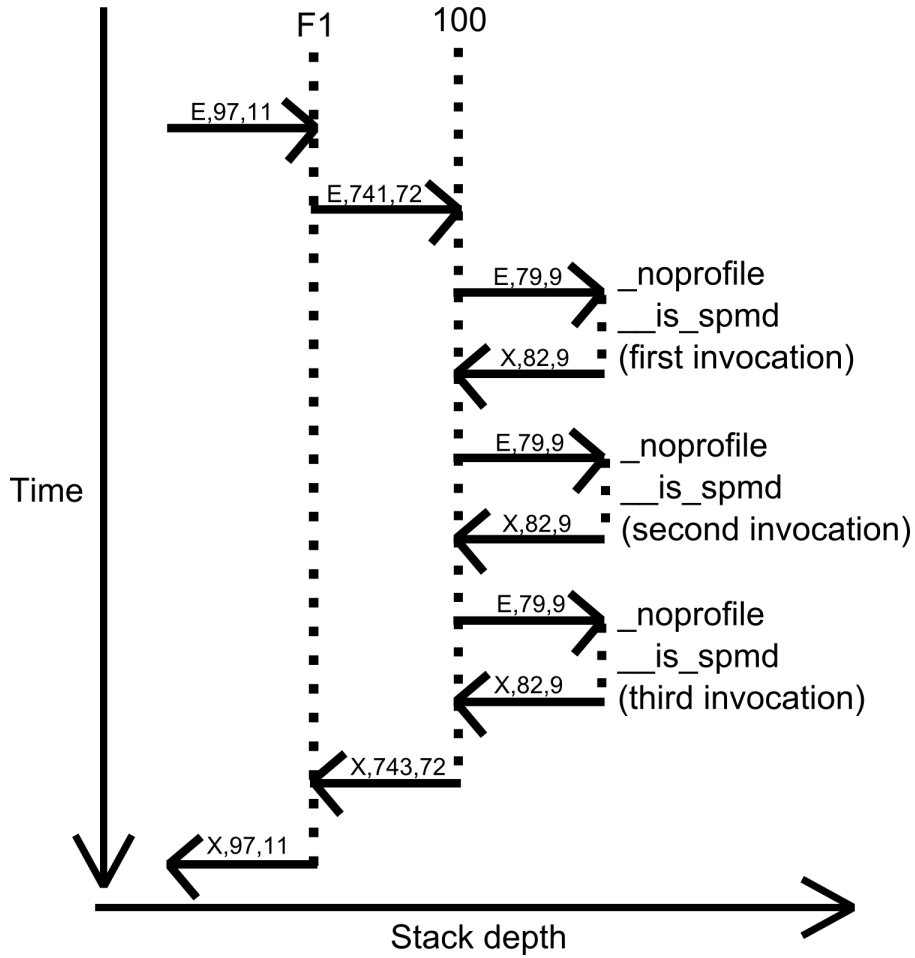 F1
100
E,97,11
E,741,72
E,79,9
_noprofile
__is_spmd
(first invocation)
X,82,9
E,79,9
_noprofile
__is_spmd
(second invocation)
Time
X,82,9
E,79,9
_noprofile
__is_spmd
(third invocation)
X,82,9
X,743,72
X,97,11
Stack depth